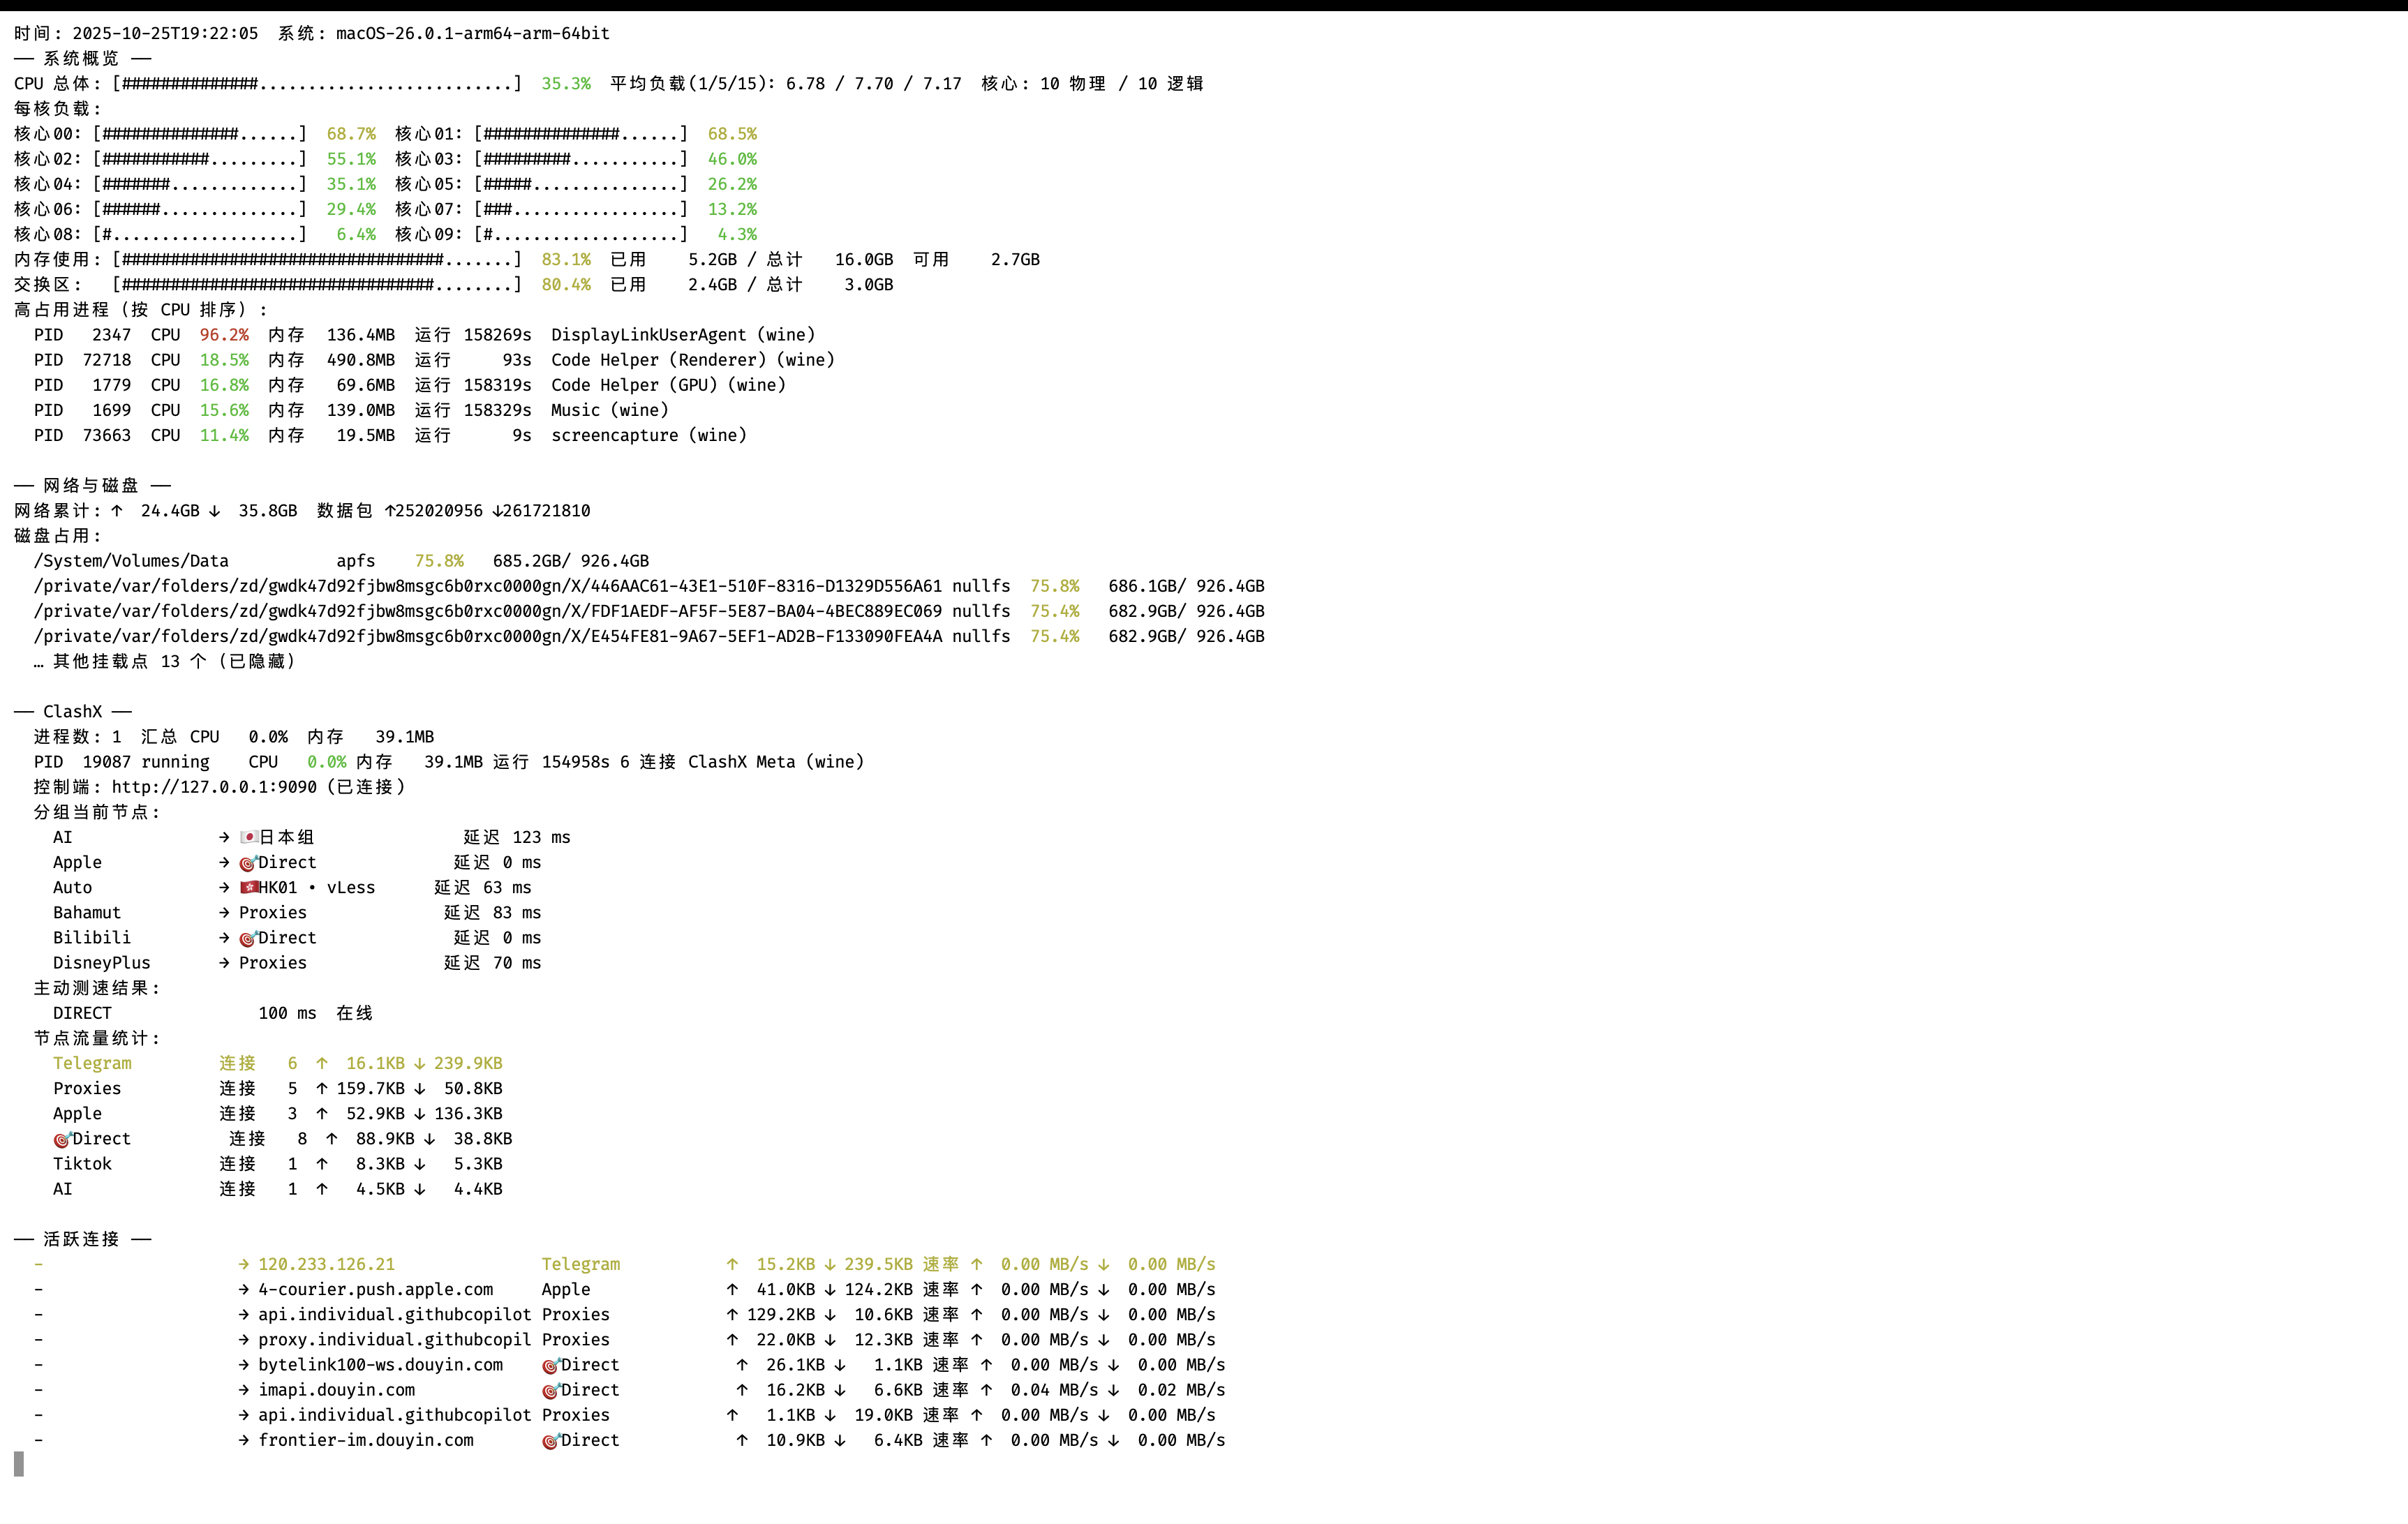 时间: 2025-10-25T19:22:05  系统: macOS-26.0.1-arm64-arm-64bit
── 系统概览 ──
CPU 总体: [##############..........................]  35.3%  平均负载(1/5/15): 6.78 / 7.70 / 7.17  核心: 10 物理 / 10 逻辑
每核负载:
核心00: [##############......]  68.7%  核心01: [##############......]  68.5%
核心02: [###########.........]  55.1%  核心03: [#########...........]  46.0%
核心04: [#######.............]  35.1%  核心05: [#####...............]  26.2%
核心06: [######..............]  29.4%  核心07: [###.................]  13.2%
核心08: [#...................]   6.4%  核心09: [#...................]   4.3%
内存使用: [#################################.......]  83.1%  已用    5.2GB / 总计   16.0GB  可用    2.7GB
交换区:   [################################........]  80.4%  已用    2.4GB / 总计    3.0GB
高占用进程 (按 CPU 排序) :
  PID   2347  CPU  96.2%  内存  136.4MB  运行 158269s  DisplayLinkUserAgent (wine)
  PID  72718  CPU  18.5%  内存  490.8MB  运行     93s  Code Helper (Renderer) (wine)
  PID   1779  CPU  16.8%  内存   69.6MB  运行 158319s  Code Helper (GPU) (wine)
  PID   1699  CPU  15.6%  内存  139.0MB  运行 158329s  Music (wine)
  PID  73663  CPU  11.4%  内存   19.5MB  运行      9s  screencapture (wine)
── 网络与磁盘 ──
网络累计: ↑  24.4GB ↓  35.8GB  数据包 ↑252020956 ↓261721810
磁盘占用:
  /System/Volumes/Data           apfs    75.8%   685.2GB/ 926.4GB
  /private/var/folders/zd/gwdk47d92fjbw8msgc6b0rxc0000gn/X/446AAC61-43E1-510F-8316-D1329D556A61 nullfs  75.8%   686.1GB/ 926.4GB
  /private/var/folders/zd/gwdk47d92fjbw8msgc6b0rxc0000gn/X/FDF1AEDF-AF5F-5E87-BA04-4BEC889EC069 nullfs  75.4%   682.9GB/ 926.4GB
  /private/var/folders/zd/gwdk47d92fjbw8msgc6b0rxc0000gn/X/E454FE81-9A67-5EF1-AD2B-F133090FEA4A nullfs  75.4%   682.9GB/ 926.4GB
  … 其他挂载点 13 个 (已隐藏)
── ClashX ──
  进程数: 1  汇总 CPU   0.0%  内存   39.1MB
  PID  19087 running    CPU   0.0% 内存   39.1MB 运行 154958s 6 连接 ClashX Meta (wine)
  控制端: http://127.0.0.1:9090 (已连接)
  分组当前节点:
    AI               → 🇯🇵日本组               延迟 123 ms
    Apple            → 🎯Direct              延迟 0 ms
    Auto             → 🇭🇰HK01 • vLess      延迟 63 ms
    Bahamut          → Proxies              延迟 83 ms
    Bilibili         → 🎯Direct              延迟 0 ms
    DisneyPlus       → Proxies              延迟 70 ms
  主动测速结果:
    DIRECT               100 ms  在线
  节点流量统计:
    Telegram         连接   6  ↑  16.1KB ↓ 239.9KB
    Proxies          连接   5  ↑ 159.7KB ↓  50.8KB
    Apple            连接   3  ↑  52.9KB ↓ 136.3KB
    🎯Direct          连接   8  ↑  88.9KB ↓  38.8KB
    Tiktok           连接   1  ↑   8.3KB ↓   5.3KB
    AI               连接   1  ↑   4.5KB ↓   4.4KB
── 活跃连接 ──
  -                    → 120.233.126.21               Telegram           ↑  15.2KB ↓ 239.5KB 速率 ↑  0.00 MB/s ↓  0.00 MB/s
  -                    → 4-courier.push.apple.com     Apple              ↑  41.0KB ↓ 124.2KB 速率 ↑  0.00 MB/s ↓  0.00 MB/s
  -                    → api.individual.githubcopilot Proxies            ↑ 129.2KB ↓  10.6KB 速率 ↑  0.00 MB/s ↓  0.00 MB/s
  -                    → proxy.individual.githubcopil Proxies            ↑  22.0KB ↓  12.3KB 速率 ↑  0.00 MB/s ↓  0.00 MB/s
  -                    → bytelink100-ws.douyin.com    🎯Direct            ↑  26.1KB ↓   1.1KB 速率 ↑  0.00 MB/s ↓  0.00 MB/s
  -                    → imapi.douyin.com             🎯Direct            ↑  16.2KB ↓   6.6KB 速率 ↑  0.04 MB/s ↓  0.02 MB/s
  -                    → api.individual.githubcopilot Proxies            ↑   1.1KB ↓  19.0KB 速率 ↑  0.00 MB/s ↓  0.00 MB/s
  -                    → frontier-im.douyin.com       🎯Direct            ↑  10.9KB ↓   6.4KB 速率 ↑  0.00 MB/s ↓  0.00 MB/s